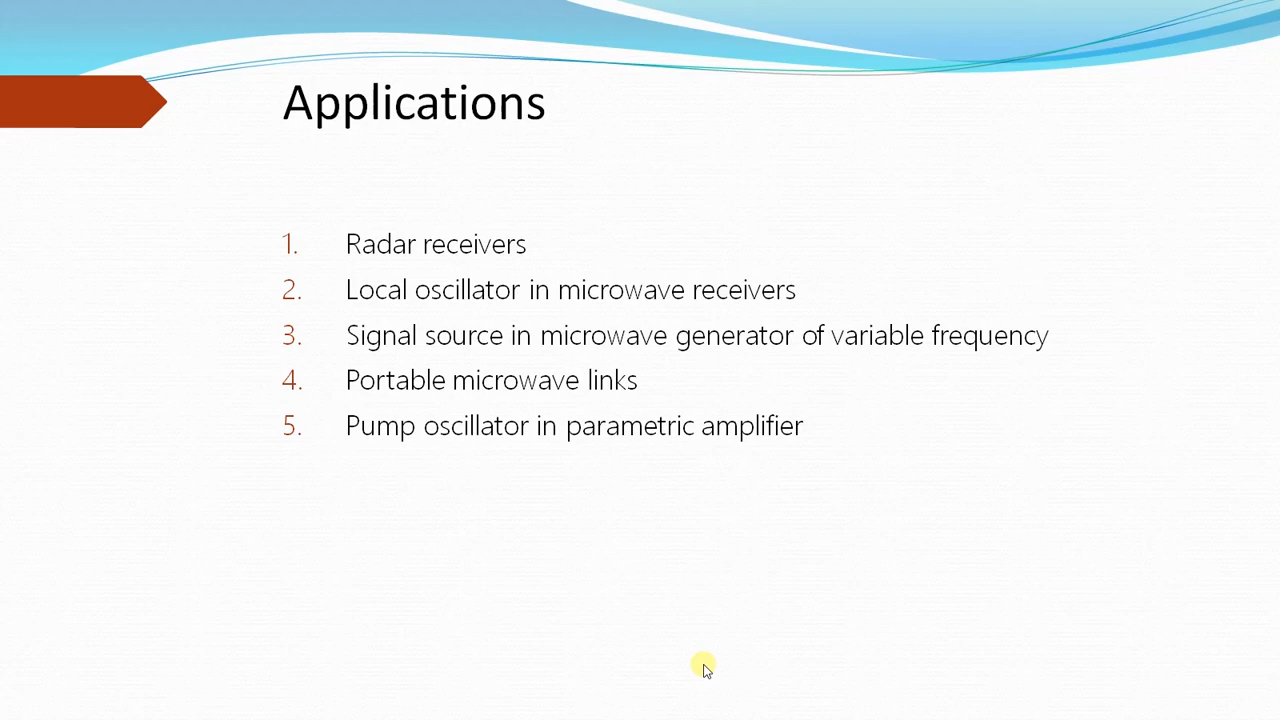 Applications
1. Radar receivers
2. Local oscillator in microwave receivers
3. Signal source in microwave generator of variable frequency
4. Portable microwave links
5. Pump oscillator in parametric amplifier